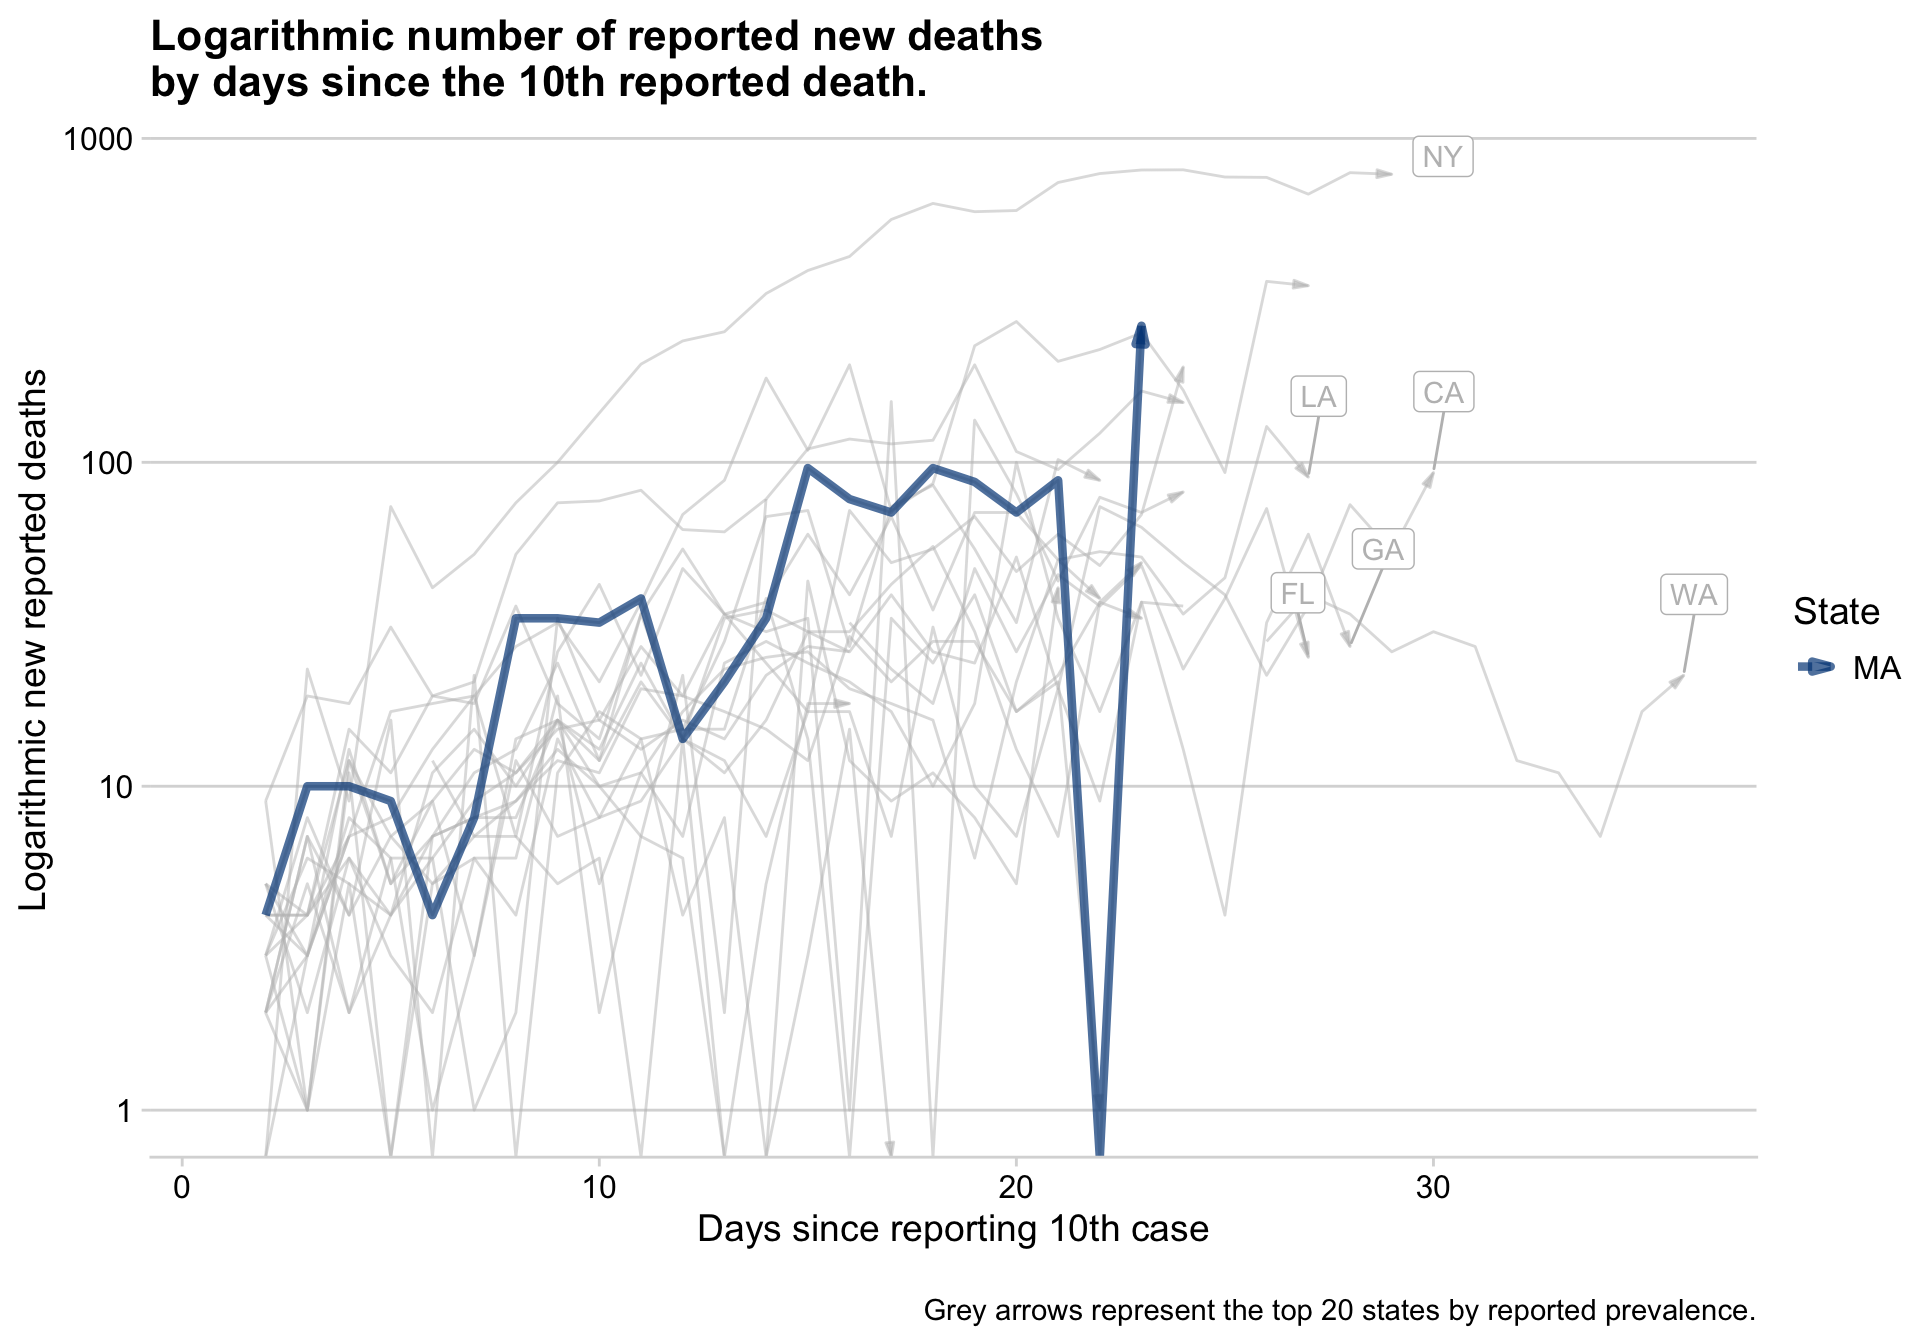 Logarithmic number of reported new deaths
by days since the 10th reported death.
1000
100
10
1
Logarithmic new reported deaths
NY
LA
CA
GA
FL
WA
State
MA
0
10
20
30
Days since reporting 10th case
Grey arrows represent the top 20 states by reported prevalence.